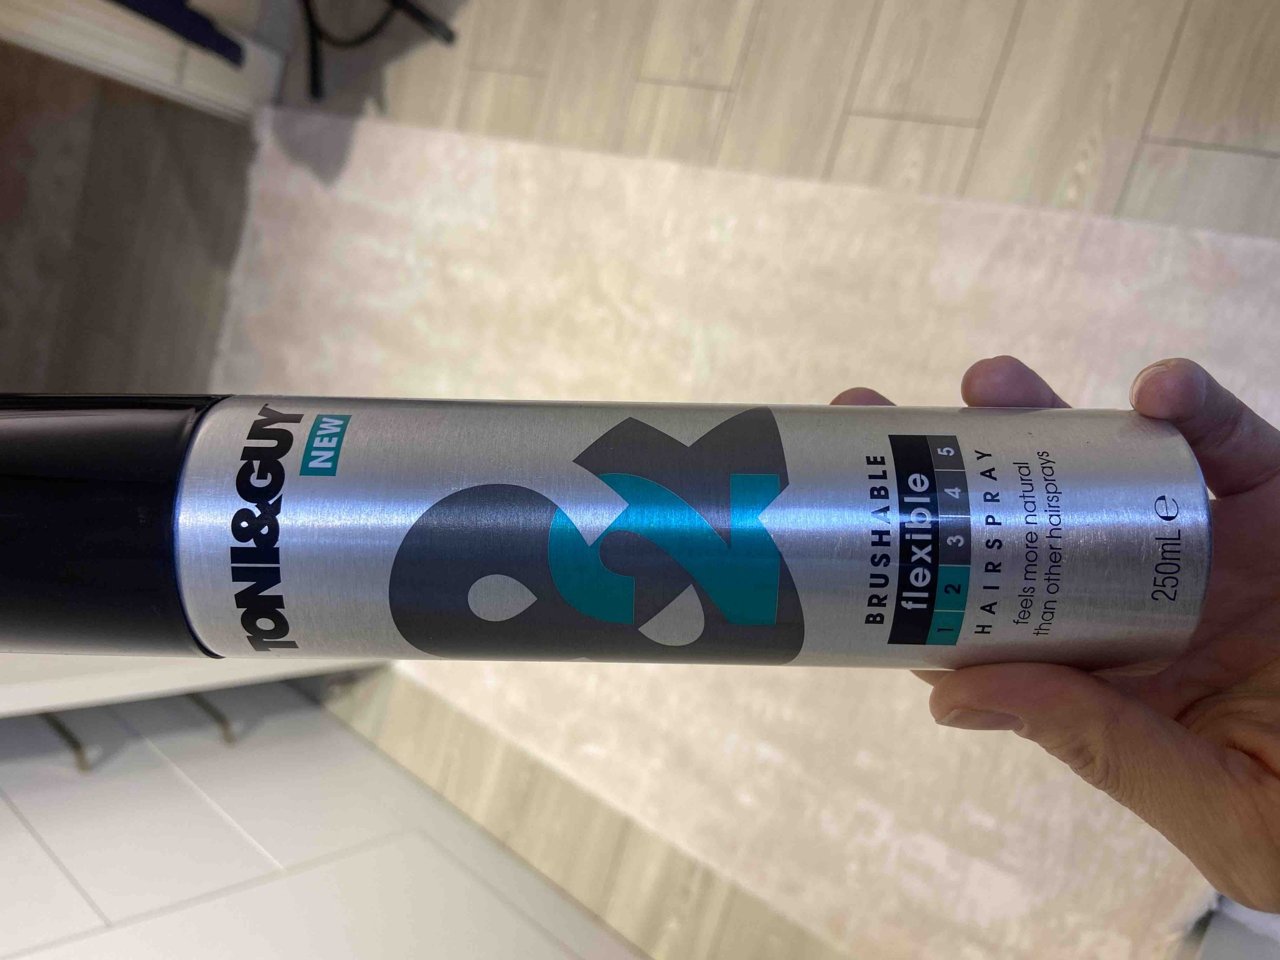 TONI&GUY
NEW
&
BRUSHABLE
flexible
1 2 3 4 5
HAIRSPRAY
feels more natural
than other hairsprays
250mL ℮